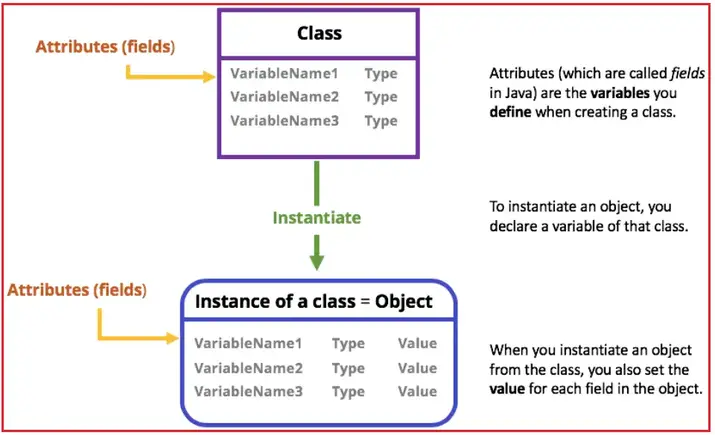 Class
Attributes (fields)
VariableName1 Type
VariableName2 Type
VariableName3 Type
Attributes (which are called fields
in Java) are the variables you
define when creating a class.
Instantiate
To instantiate an object, you
declare a variable of that class.
Attributes (fields)
Instance of a class = Object
VariableName1 Type Value
VariableName2 Type Value
VariableName3 Type Value
When you instantiate an object
from the class, you also set the
value for each field in the object.